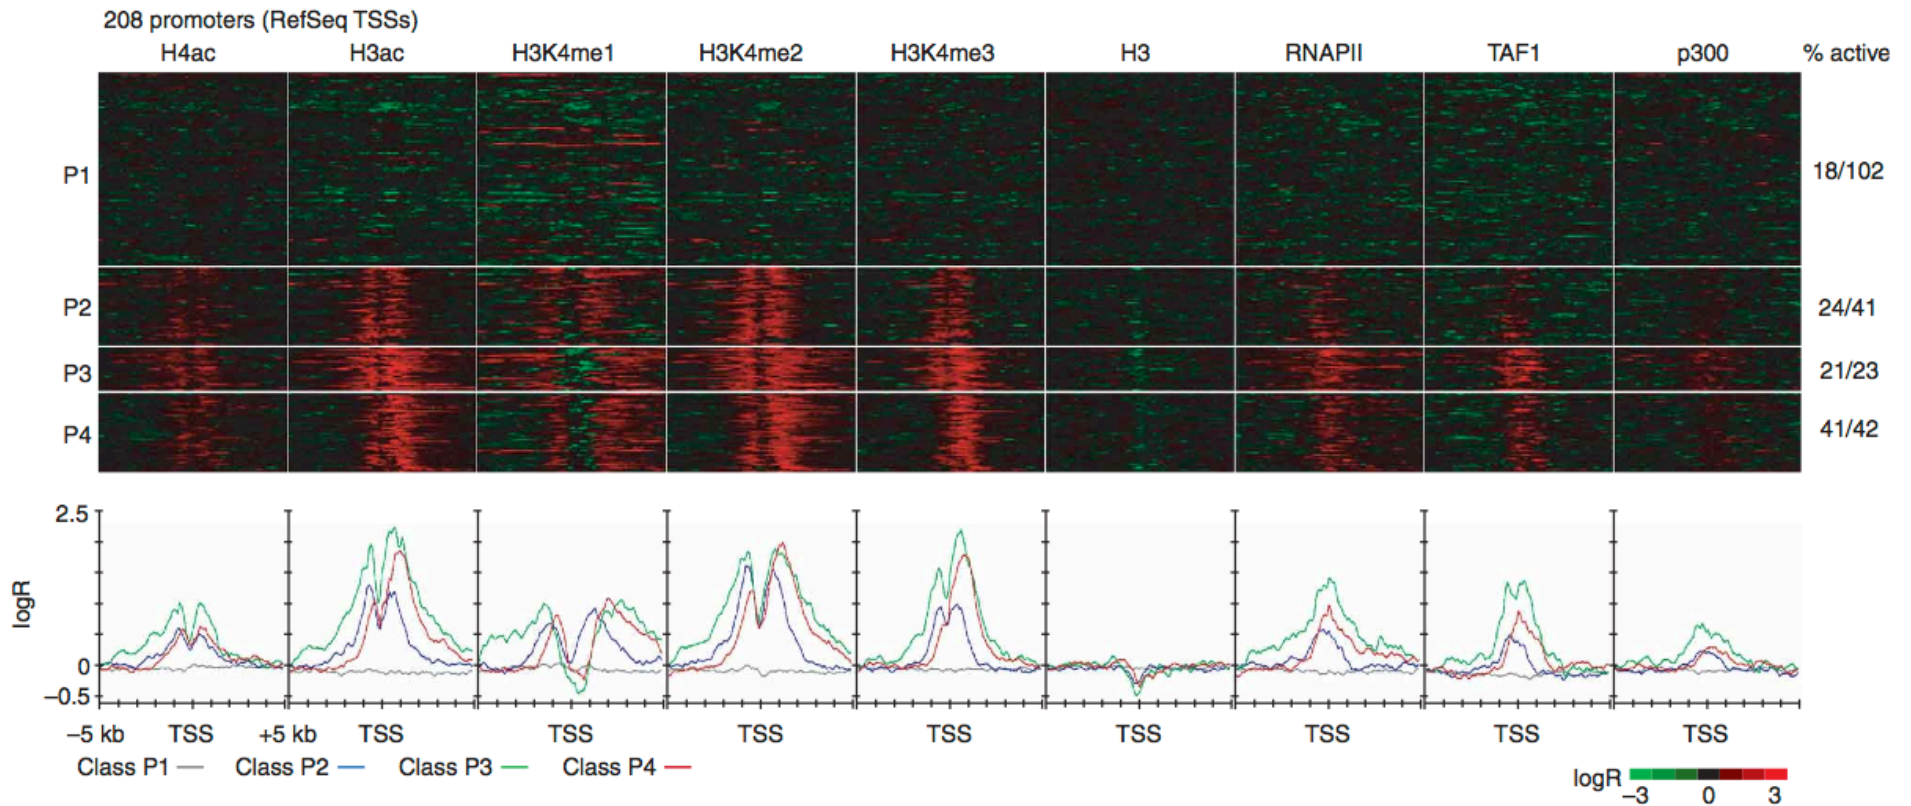 208 promoters (RefSeq TSSs)
H4ac H3ac H3K4me1 H3K4me2 H3K4me3 H3 RNAPII TAF1 p300 % active
P1 18/102
P2 24/41
P3 21/23
P4 41/42
2.5
logR
0
−0.5
−5 kb TSS +5 kb TSS TSS TSS TSS TSS TSS TSS TSS
Class P1 Class P2 Class P3 Class P4
logR
−3 0 3